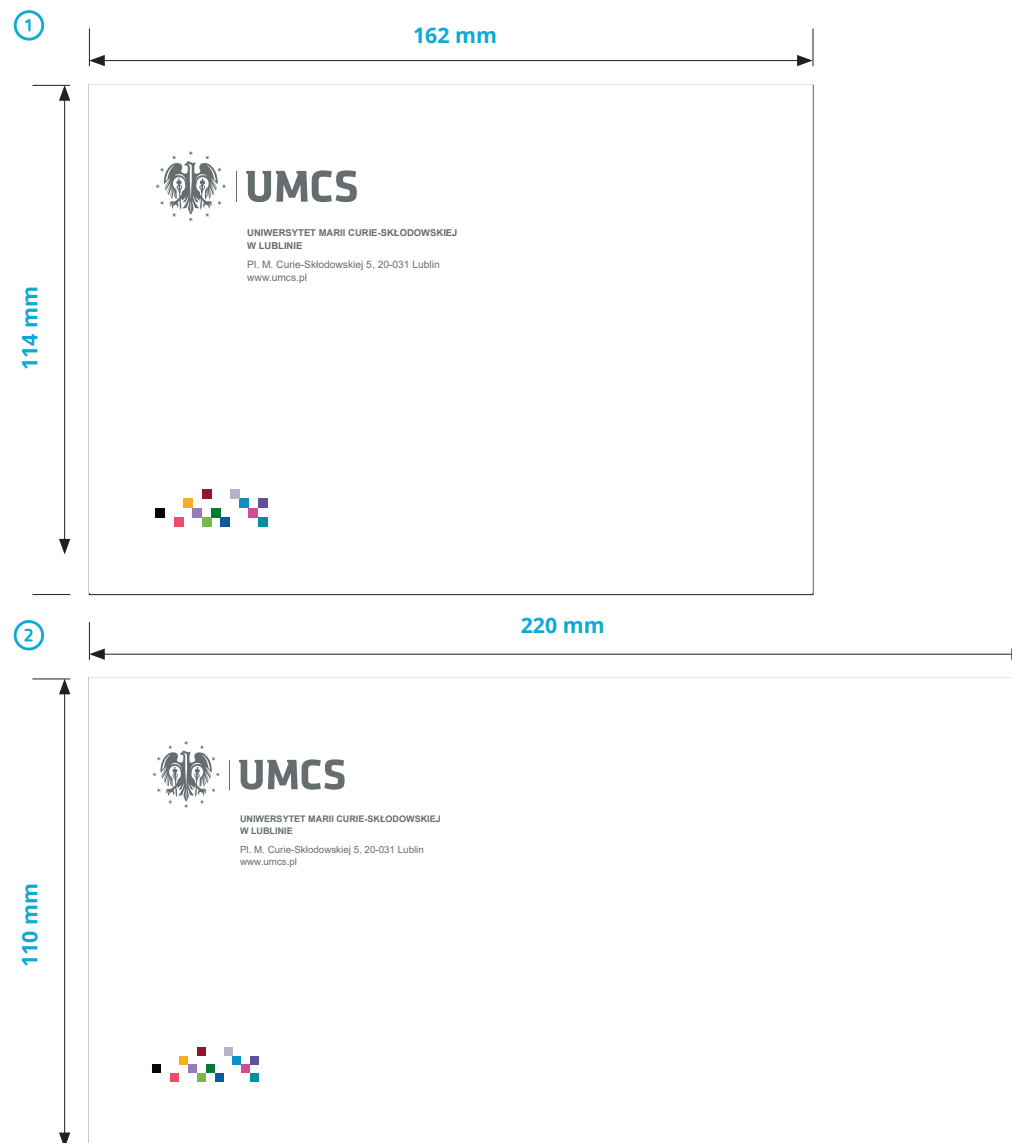 1
162 mm
114 mm
UMCS
UNIWERSYTET MARII CURIE-SKŁODOWSKIEJ
W LUBLINIE
Pl. M. Curie-Skłodowskiej 5, 20-031 Lublin
www.umcs.pl
2
220 mm
110 mm
UMCS
UNIWERSYTET MARII CURIE-SKŁODOWSKIEJ
W LUBLINIE
Pl. M. Curie-Skłodowskiej 5, 20-031 Lublin
www.umcs.pl